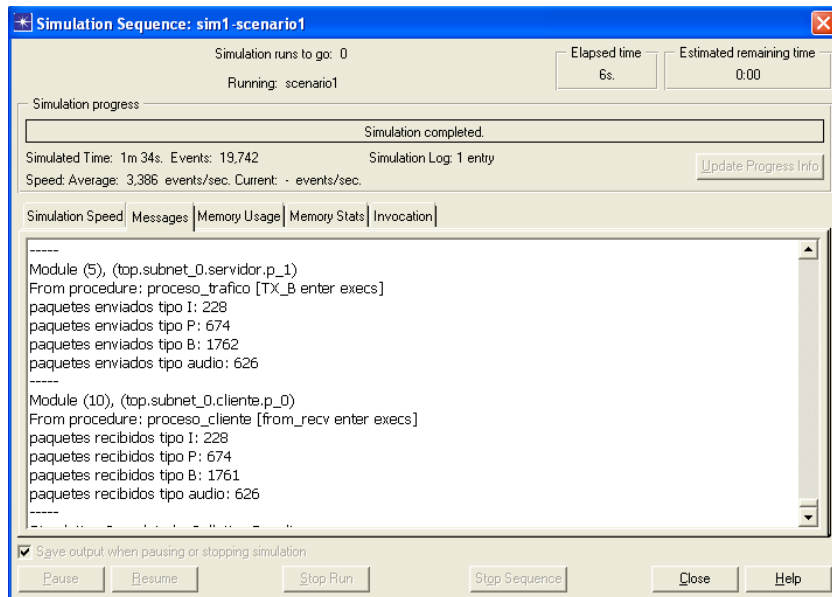 Simulation Sequence: sim1-scenario1
Simulation runs to go: 0
Running: scenario1
Elapsed time
6s.
Estimated remaining time
0:00
Simulation progress
Simulation completed.
Simulated Time: 1m 34s. Events: 19,742
Simulation Log: 1 entry
Speed: Average: 3,386 events/sec. Current: - events/sec.
Update Progress Info
Simulation Speed Messages Memory Usage Memory Stats Invocation
-----
Module (5), (top.subnet_0.servidor.p_1)
From procedure: proceso_trafico [TX_B enter execs]
paquetes enviados tipo I: 228
paquetes enviados tipo P: 674
paquetes enviados tipo B: 1762
paquetes enviados tipo audio: 626
-----
Module (10), (top.subnet_0.cliente.p_0)
From procedure: proceso_cliente [from_recv enter execs]
paquetes recibidos tipo I: 228
paquetes recibidos tipo P: 674
paquetes recibidos tipo B: 1761
paquetes recibidos tipo audio: 626
-----
Save output when pausing or stopping simulation
Pause Resume Stop Run Stop Sequence Close Help